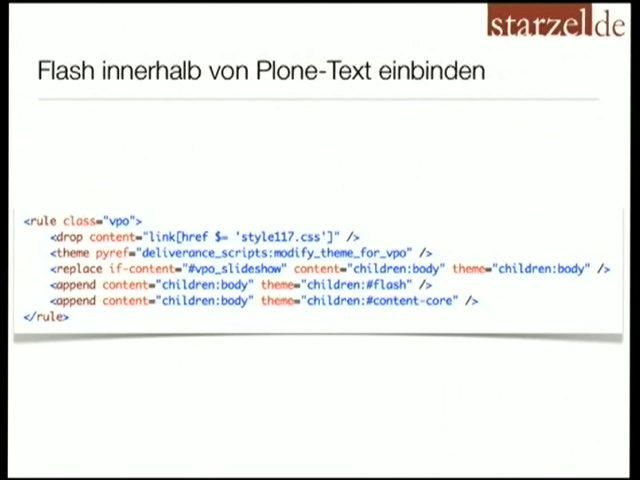 starzel.de
Flash innerhalb von Plone-Text einbinden
<rule class="vpo">
<drop content="link[href $= 'style117.css']" />
<theme pyref="deliverance_scripts:modify_theme_for_vpo" />
<replace if-content="#vpo_slideshow" content="children:body" theme="children:body" />
<append content="children:body" theme="children:#flash" />
<append content="children:body" theme="children:#content-core" />
</rule>